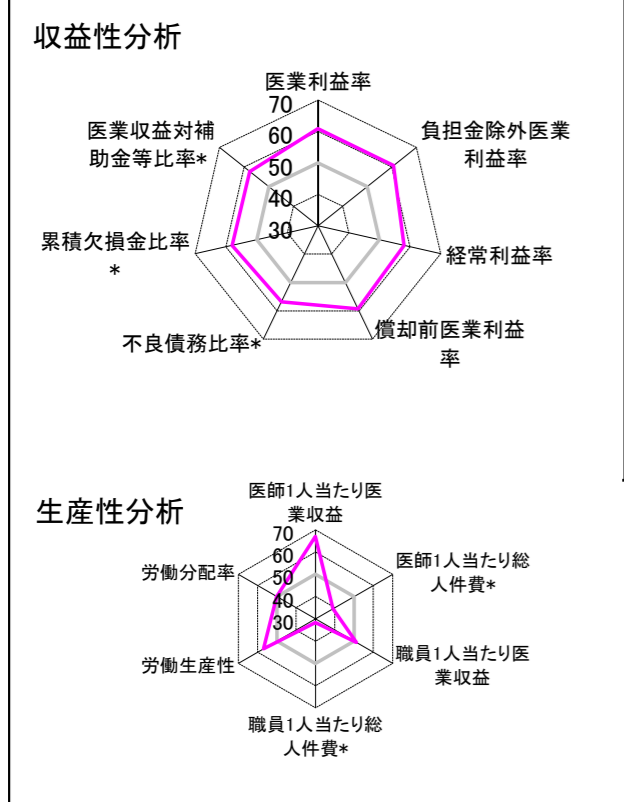 収益性分析
医業利益率
70
60
50
40
30
負担金除外医業
利益率
経常利益率
償却前医業利益
率
不良債務比率*
累積欠損金比率
*
医業収益対補
助金等比率*
生産性分析
医師1人当たり医
業収益
70
60
50
40
30
医師1人当たり総
人件費*
職員1人当たり医
業収益
職員1人当たり総
人件費*
労働生産性
労働分配率